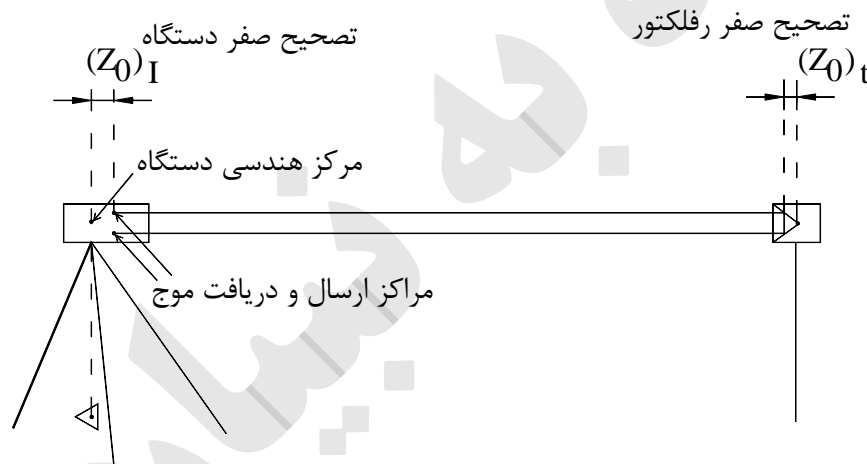 تصحیح صفر رفلکتور
تصحیح صفر دستگاه
(Z0)I
(Z0)t
مرکز هندسی دستگاه
مراکز ارسال و دریافت موج